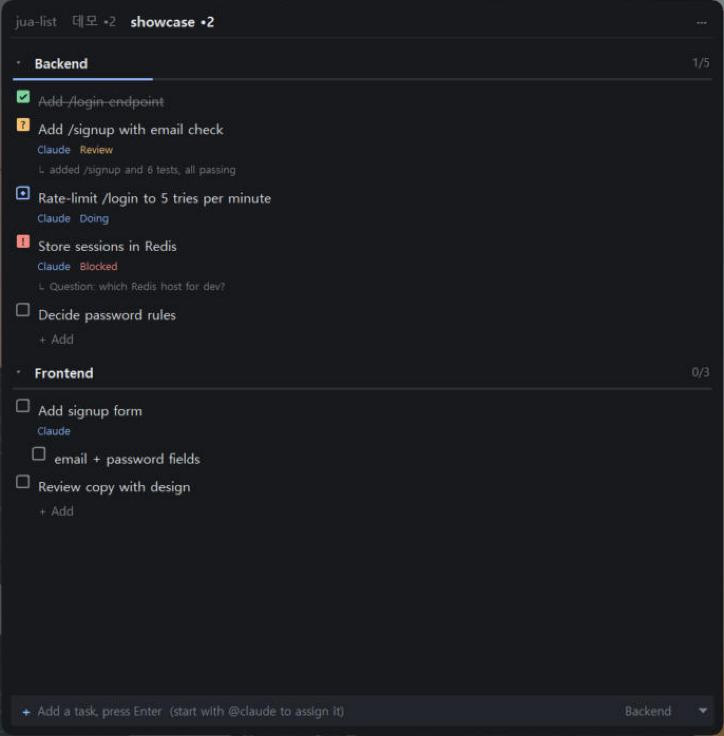 jua-list 데모 •2 showcase •2 ...
Backend 1/5
Add /login endpoint
? Add /signup with email check
Claude Review
└ added /signup and 6 tests, all passing
Rate-limit /login to 5 tries per minute
Claude Doing
! Store sessions in Redis
Claude Blocked
└ Question: which Redis host for dev?
Decide password rules
+ Add
Frontend 0/3
Add signup form
Claude
email + password fields
Review copy with design
+ Add
+ Add a task, press Enter (start with @claude to assign it) Backend